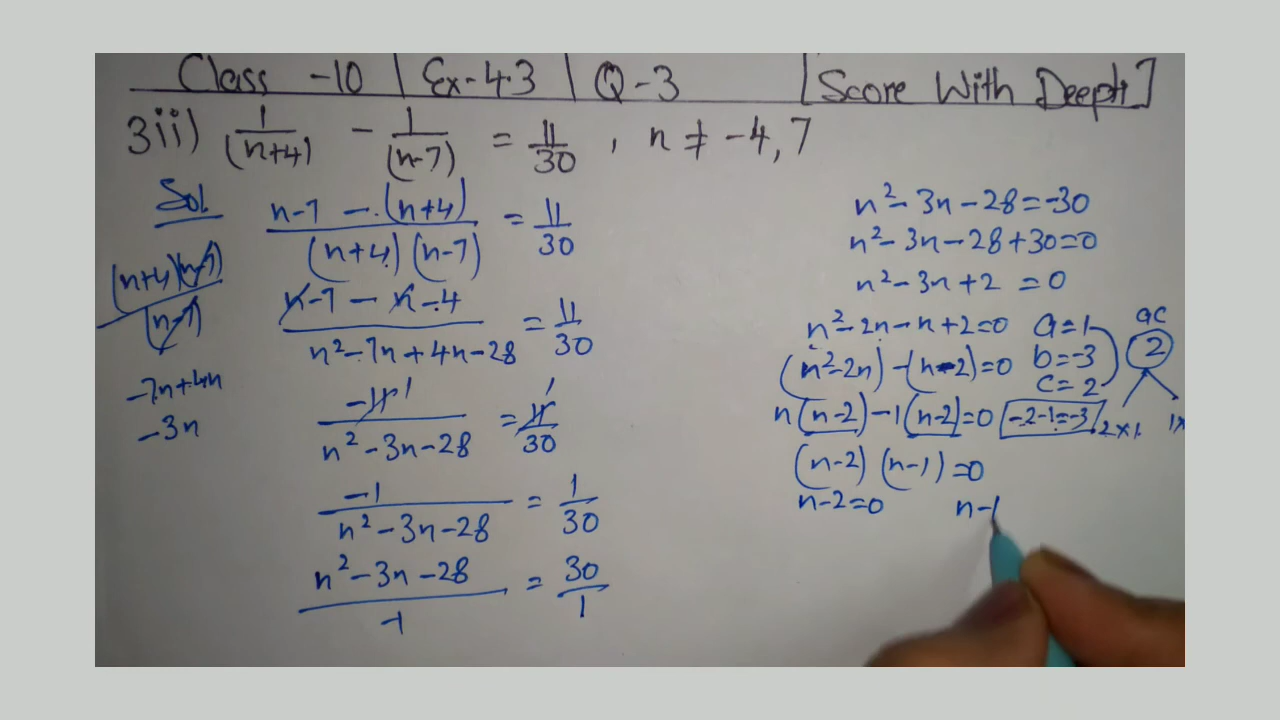 Class -10 | Ex-4.3 | Q-3 [Score With Deepti]
3ii) 1/(n+4) - 1/(n-7) = 11/30 , n ≠ -4, 7
Sol
n-7 - (n+4) / (n+4) (n-7) = 11/30
(n+4)(n-7) / (n-7)
n-7 - n-4 / n²-7n+4n-28 = 11/30
-7n+4n
-3n
-11 1 / n²-3n-28 = 11 1 / 30
-1 / n²-3n-28 = 1/30
n²-3n-28 / -1 = 30/1
n²-3n-28=-30
n²-3n-28+30=0
n²-3n+2=0
n²-2n-n+2=0 a=1 ac
(n²-2n)-(n-2)=0 b=-3 2
c=2
n(n-2)-1(n-2)=0 -2-1=-3 2×1 1×
(n-2)(n-1)=0
n-2=0 n-1